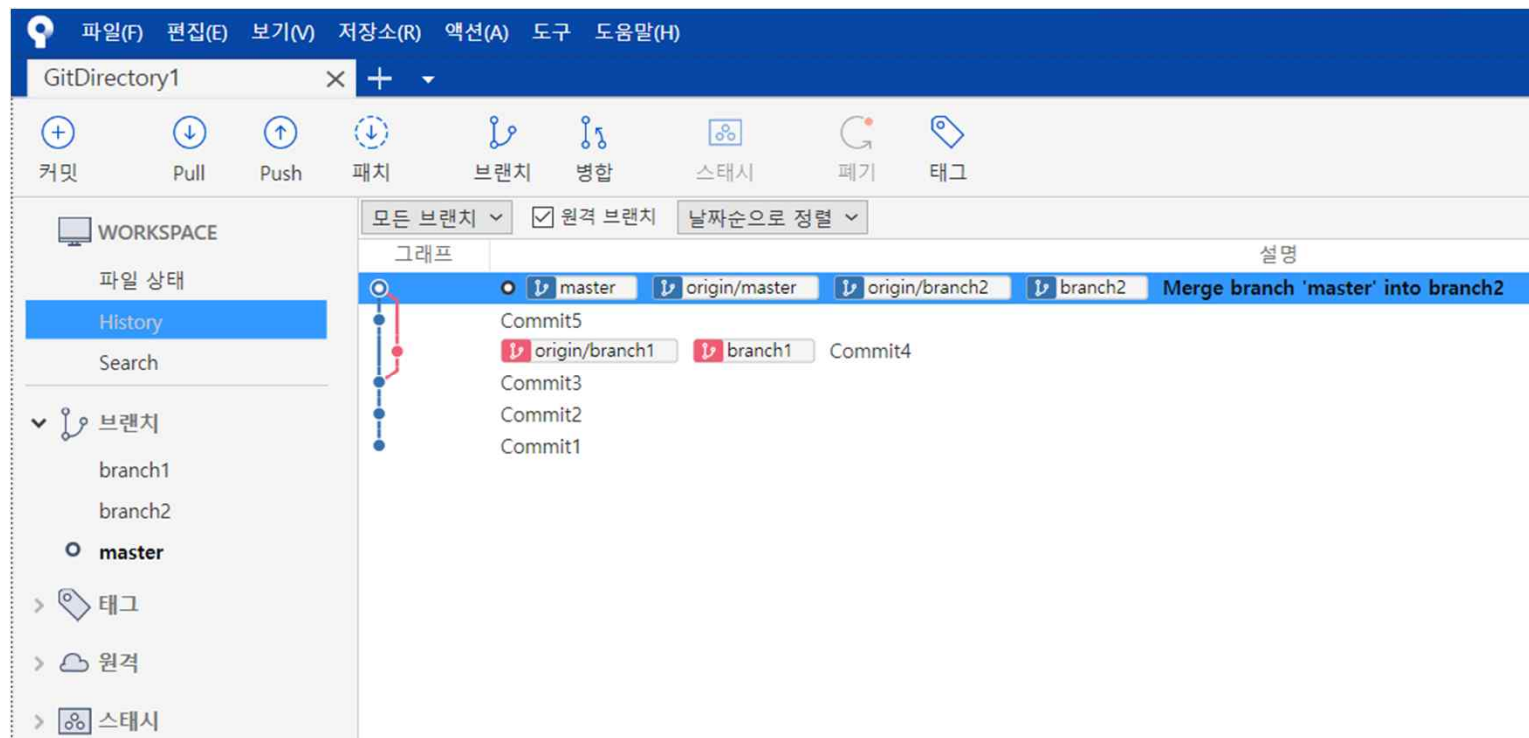 파일(F) 편집(E) 보기(V) 저장소(R) 액션(A) 도구 도움말(H)
GitDirectory1
커밋 Pull Push 패치 브랜치 병합 스태시 폐기 태그
모든 브랜치 원격 브랜치 날짜순으로 정렬
그래프 설명
WORKSPACE
파일 상태
History
Search
브랜치
branch1
branch2
master
태그
원격
스태시
master origin/master origin/branch2 branch2 Merge branch 'master' into branch2
Commit5
origin/branch1 branch1 Commit4
Commit3
Commit2
Commit1